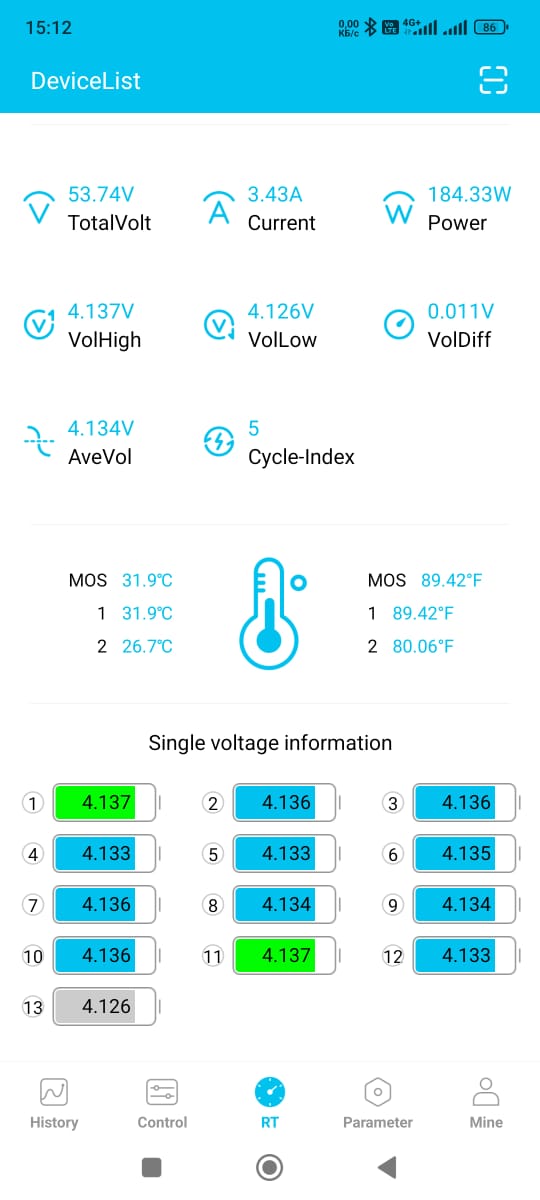 15:12 0,00 КБ/с Vo LTE 4G+ 86
DeviceList
53.74V 3.43A 184.33W
V TotalVolt A Current W Power
4.137V 4.126V 0.011V
V VolHigh V VolLow VolDiff
4.134V 5
AveVol Cycle-Index
MOS 31.9℃ MOS 89.42°F
1 31.9℃ 1 89.42°F
2 26.7℃ 2 80.06°F
Single voltage information
1 4.137 2 4.136 3 4.136
4 4.133 5 4.133 6 4.135
7 4.136 8 4.134 9 4.134
10 4.136 11 4.137 12 4.133
13 4.126
History Control RT Parameter Mine